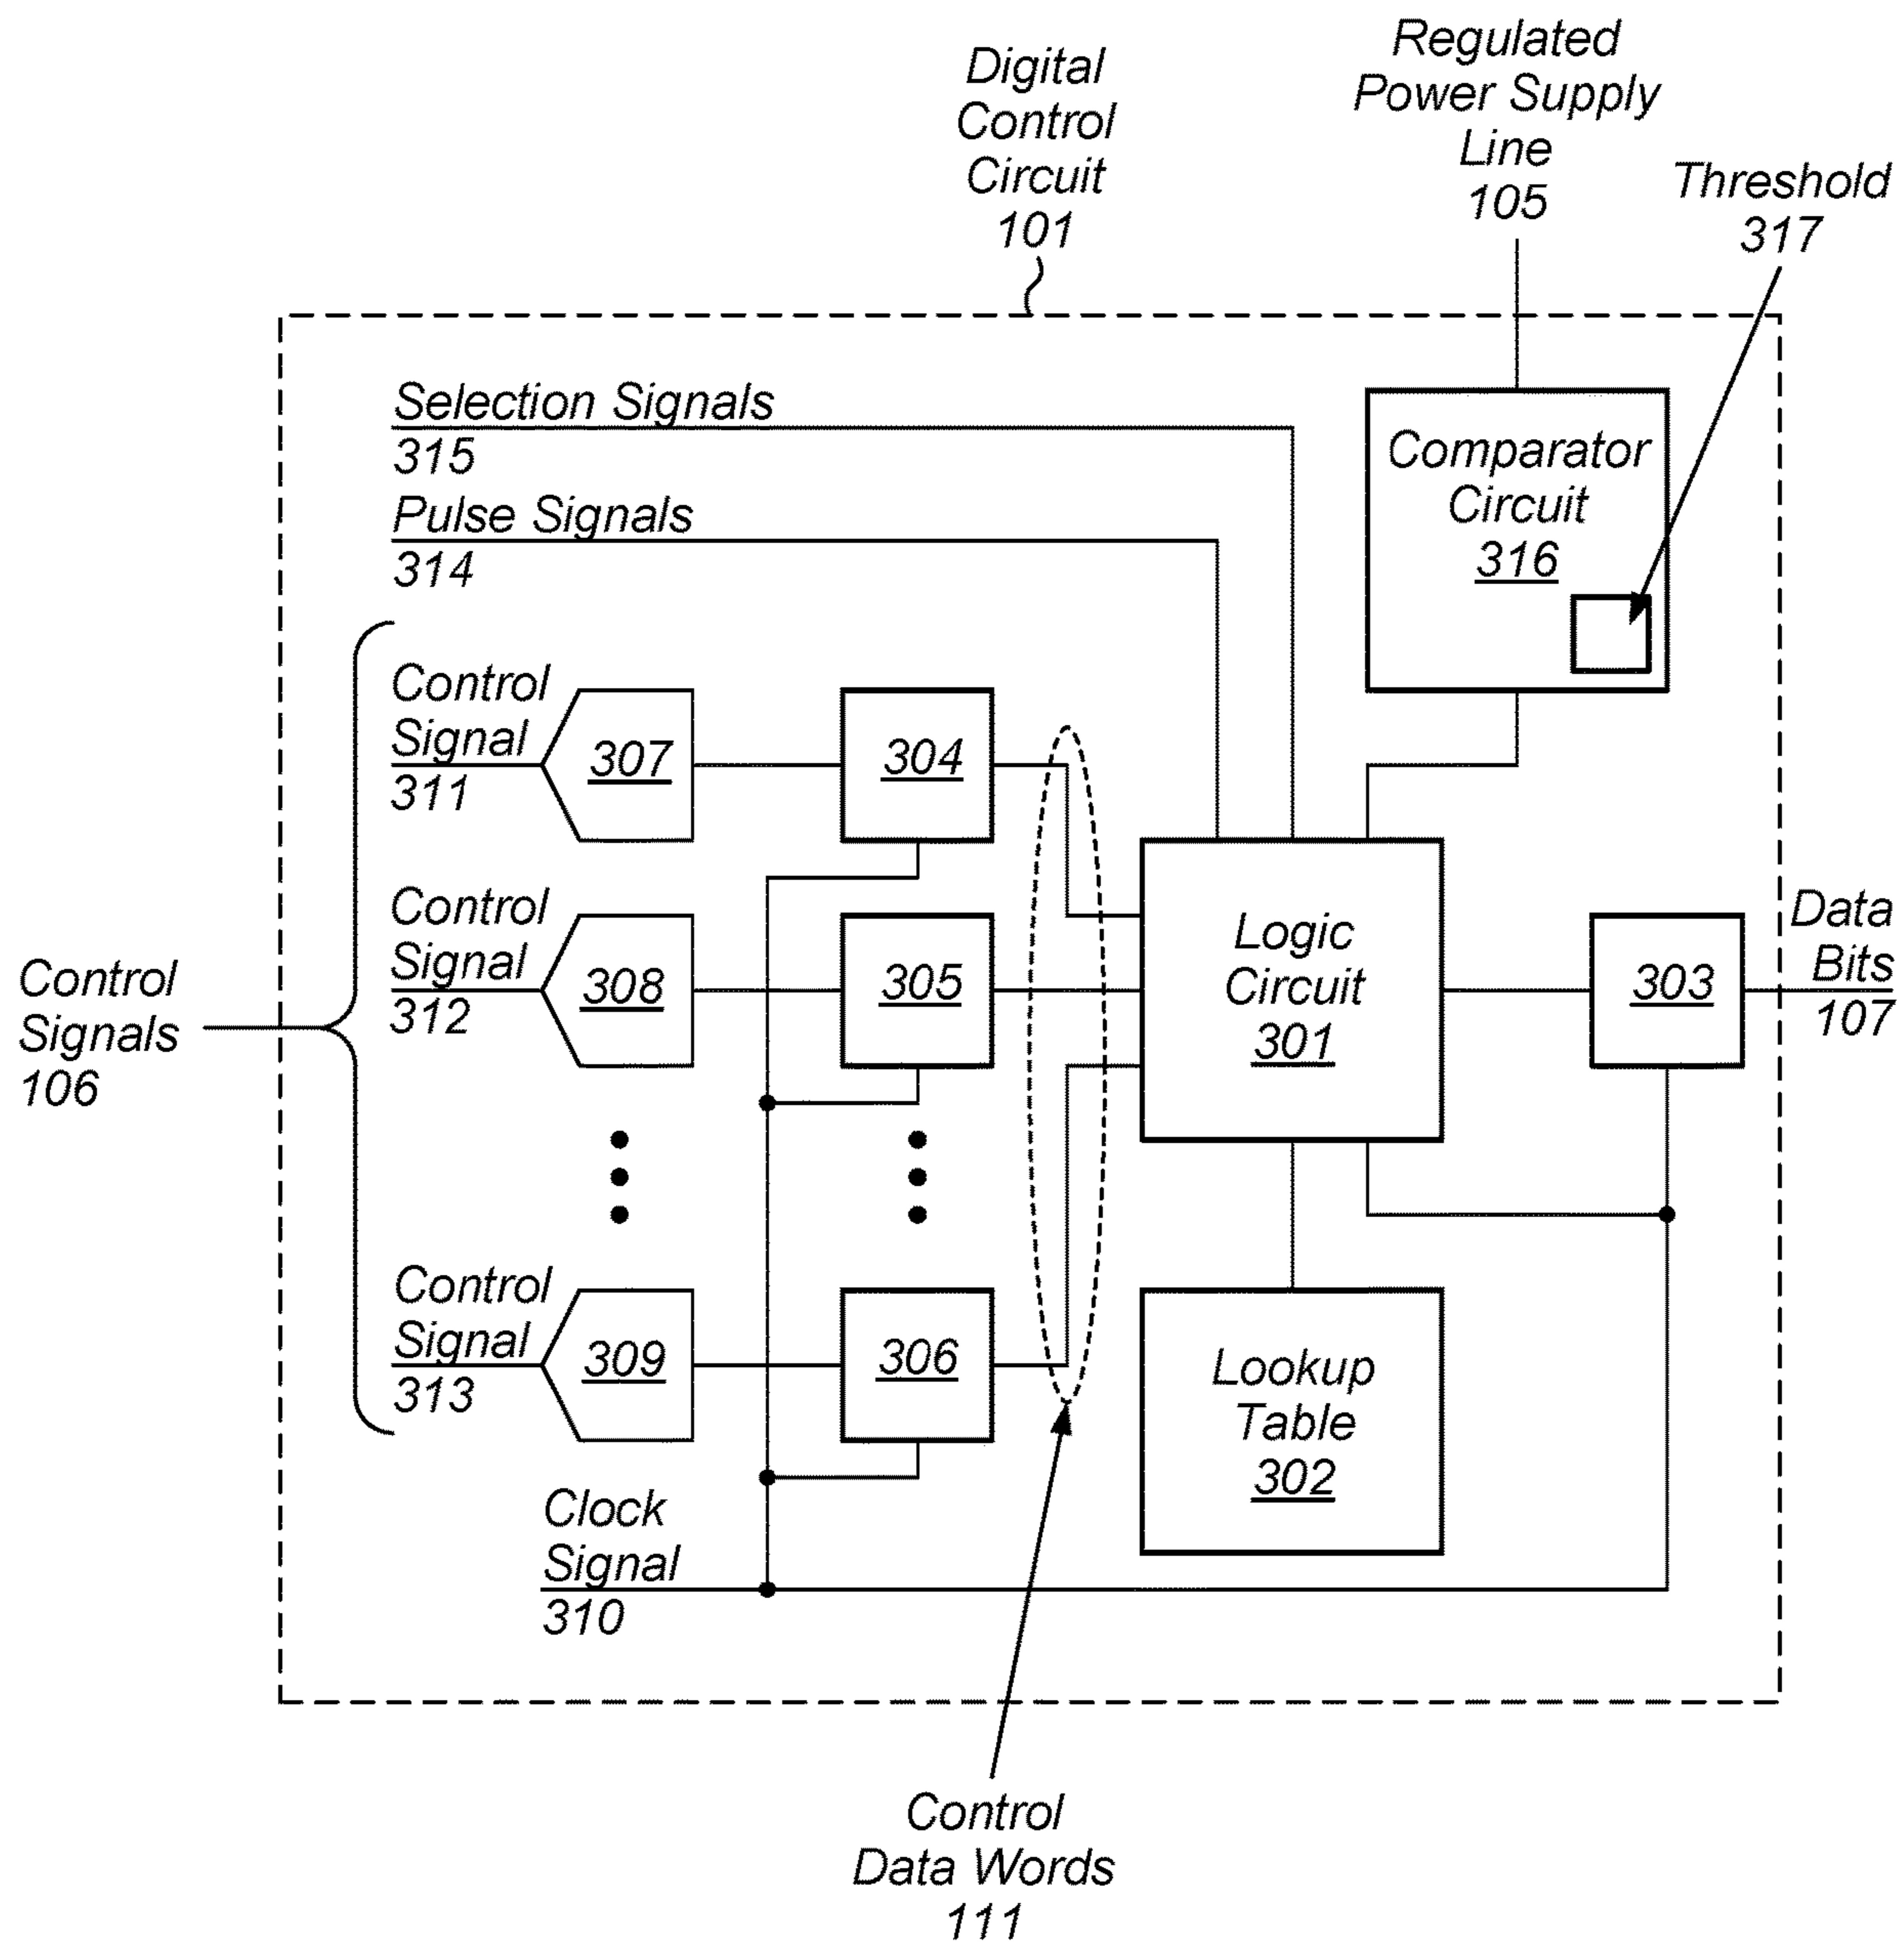 Digital
Control
Circuit
101
Regulated
Power Supply
Line
105
Threshold
317
Selection Signals
315
Pulse Signals
314
Comparator
Circuit
316
Control
Signal
311
307
304
Control
Signal
312
308
305
Logic
Circuit
301
303
Data
Bits
107
Control
Signals
106
Control
Signal
313
309
306
Lookup
Table
302
Clock
Signal
310
Control
Data Words
111